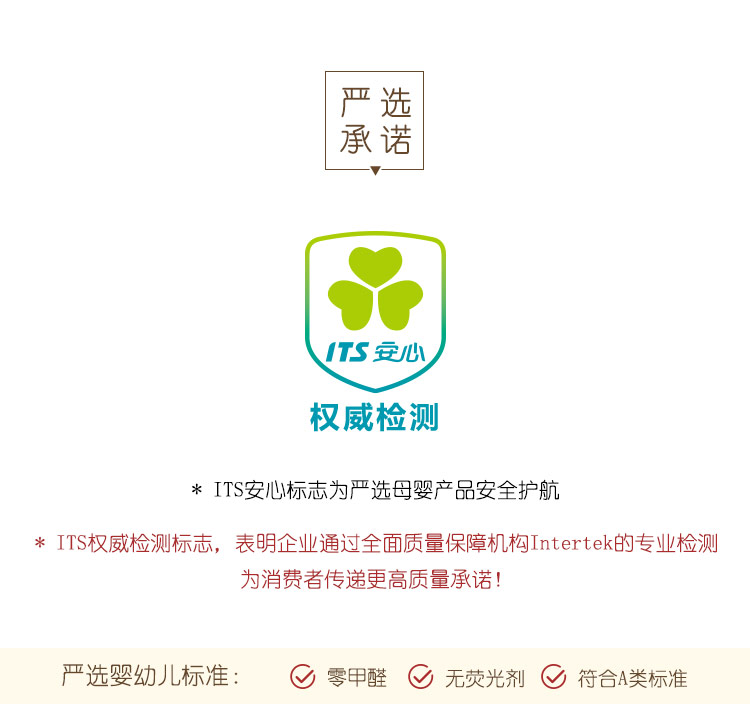 严选
承诺
ITS 安心
权威检测
* ITS安心标志为严选母婴产品安全护航
* ITS权威检测标志，表明企业通过全面质量保障机构Intertek的专业检测
为消费者传递更高质量承诺！
严选婴幼儿标准： 零甲醛 无荧光剂 符合A类标准